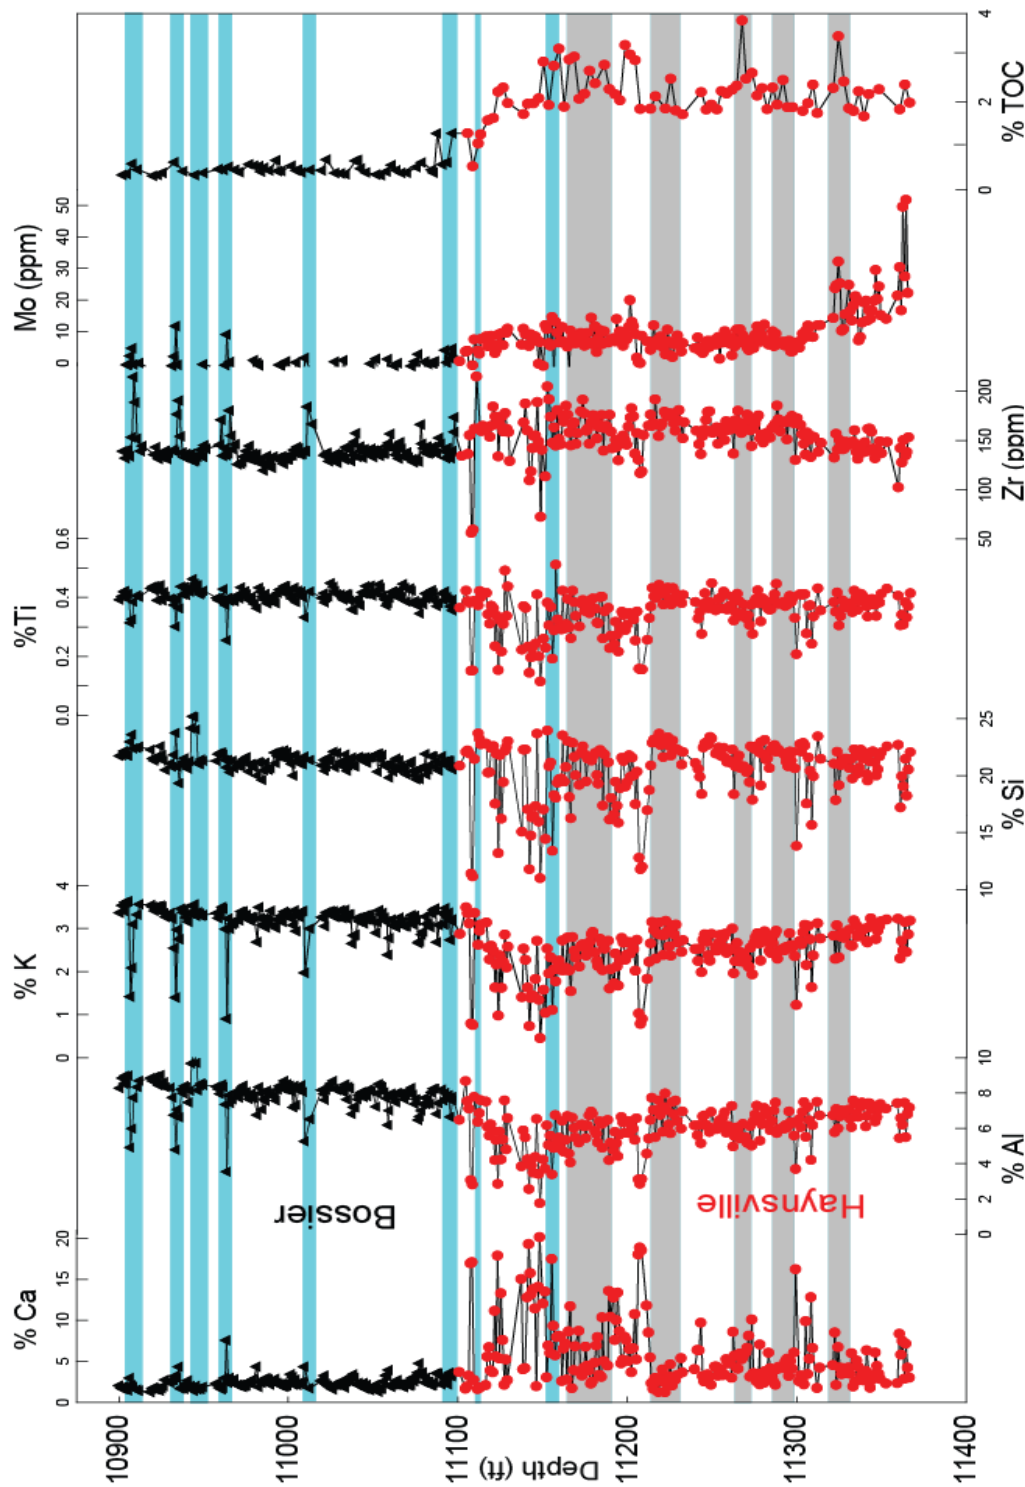 % Ca % K %Ti Mo (ppm)
0 5 10 15 20 0 1 2 3 4 0.0 0.2 0.4 0.6 0 10 20 30 40 50
10900
11000
Bossier
11100
Depth (ft)
11200
Haynsville
11300
11400
0 2 4 6 8 10 10 15 20 25 50 100 150 200 0 2 4
% Al % Si Zr (ppm) % TOC